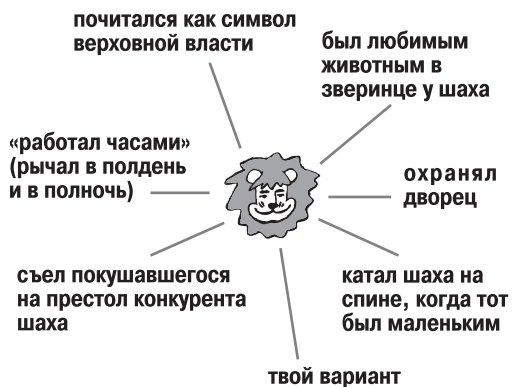 почитался как символ
верховной власти
был любимым
животным в
зверинце у шаха
«работал часами»
(рычал в полдень
и в полночь)
охранял
дворец
съел покушавшегося
на престол конкурента
шаха
катал шаха на
спине, когда тот
был маленьким
твой вариант